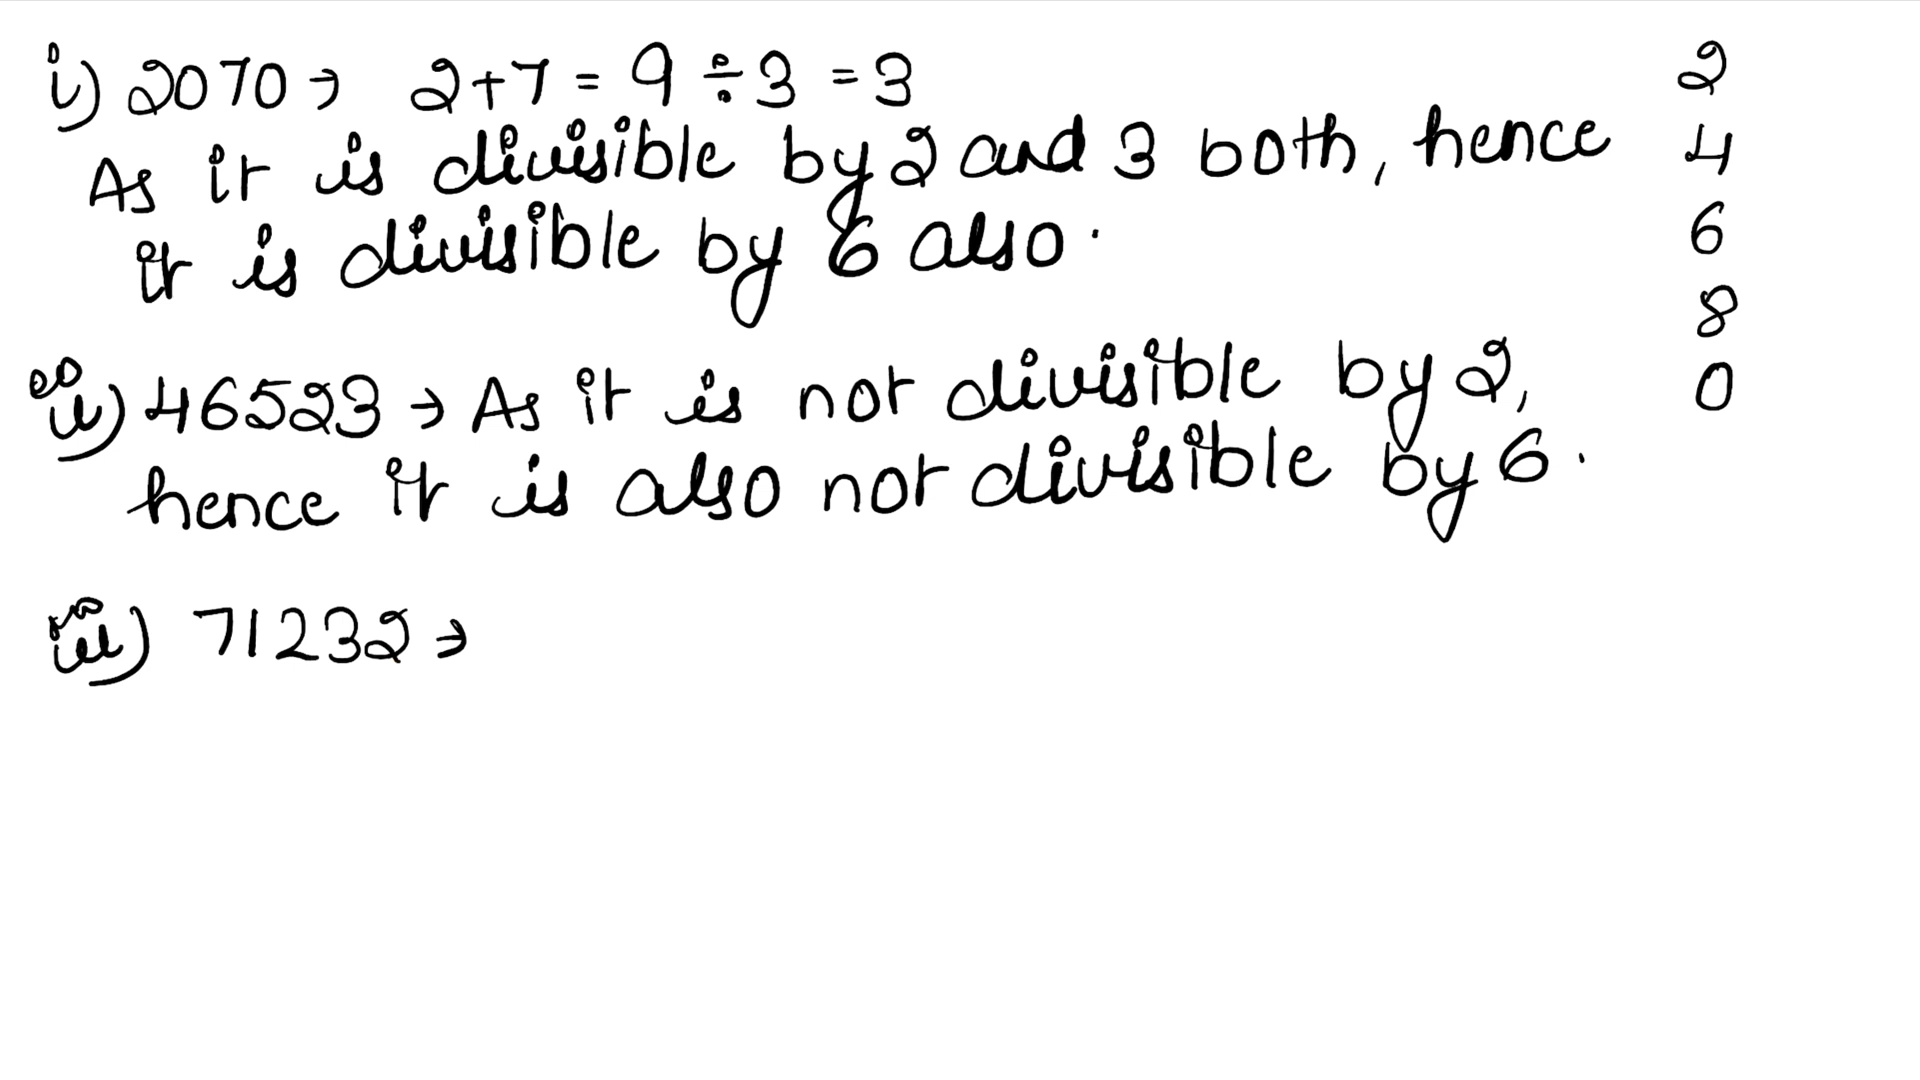 i) 2070 → 2+7 = 9 ÷ 3 = 3
As it is divisible by 2 and 3 both, hence
it is divisible by 6 also.
ii) 46523 → As it is not divisible by 2,
hence it is also not divisible by 6.
iii) 71232 →
2
4
6
8
0